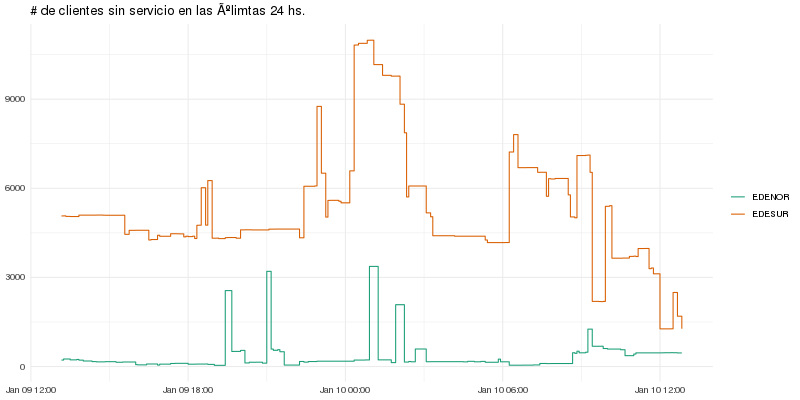 # de clientes sin servicio en las Ãºlimtas 24 hs.
9000
6000
3000
0
Jan 09 12:00
Jan 09 18:00
Jan 10 00:00
Jan 10 06:00
Jan 10 12:00
EDENOR
EDESUR